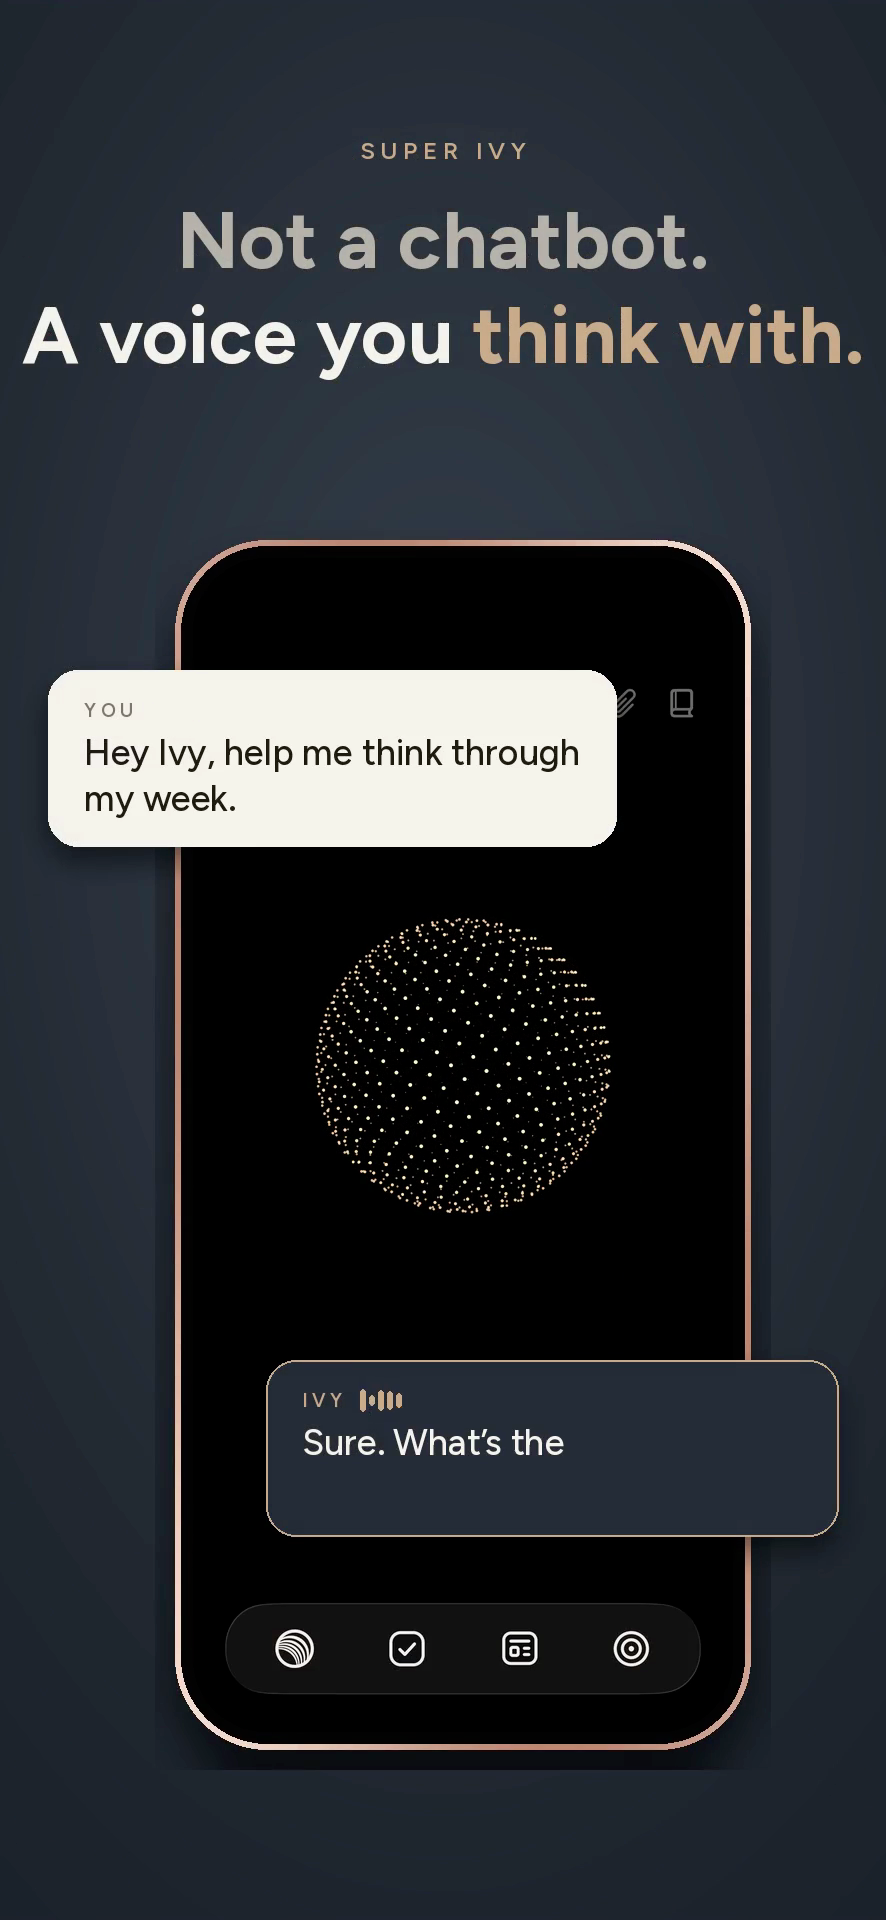 SUPER IVY
Not a chatbot.
A voice you think with.
YOU
Hey Ivy, help me think through
my week.
IVY
Sure. What’s the